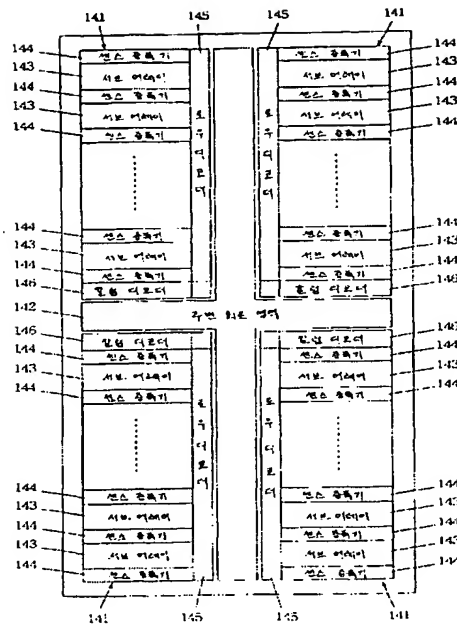 141 145 145 141
144 센스 증폭기 센스 증폭기 144
143 서브 어레이 서브 어레이 143
144 센스 증폭기 센스 증폭기 144
143 서브 어레이 서브 어레이 143
144 센스 증폭기 센스 증폭기 144
로우 디코더 로우 디코더
144 센스 증폭기 센스 증폭기 144
143 서브 어레이 서브 어레이 143
144 센스 증폭기 센스 증폭기 144
146 컬럼 디코더 컬럼 디코더 146
142 주변 회로 영역
146 컬럼 디코더 컬럼 디코더 146
144 센스 증폭기 센스 증폭기 144
143 서브 어레이 서브 어레이 143
144 센스 증폭기 센스 증폭기 144
로우 디코더 로우 디코더
144 센스 증폭기 센스 증폭기 144
143 서브 어레이 서브 어레이 143
144 센스 증폭기 센스 증폭기 144
143 서브 어레이 서브 어레이 143
144 센스 증폭기 센스 증폭기 144
141 145 145 141